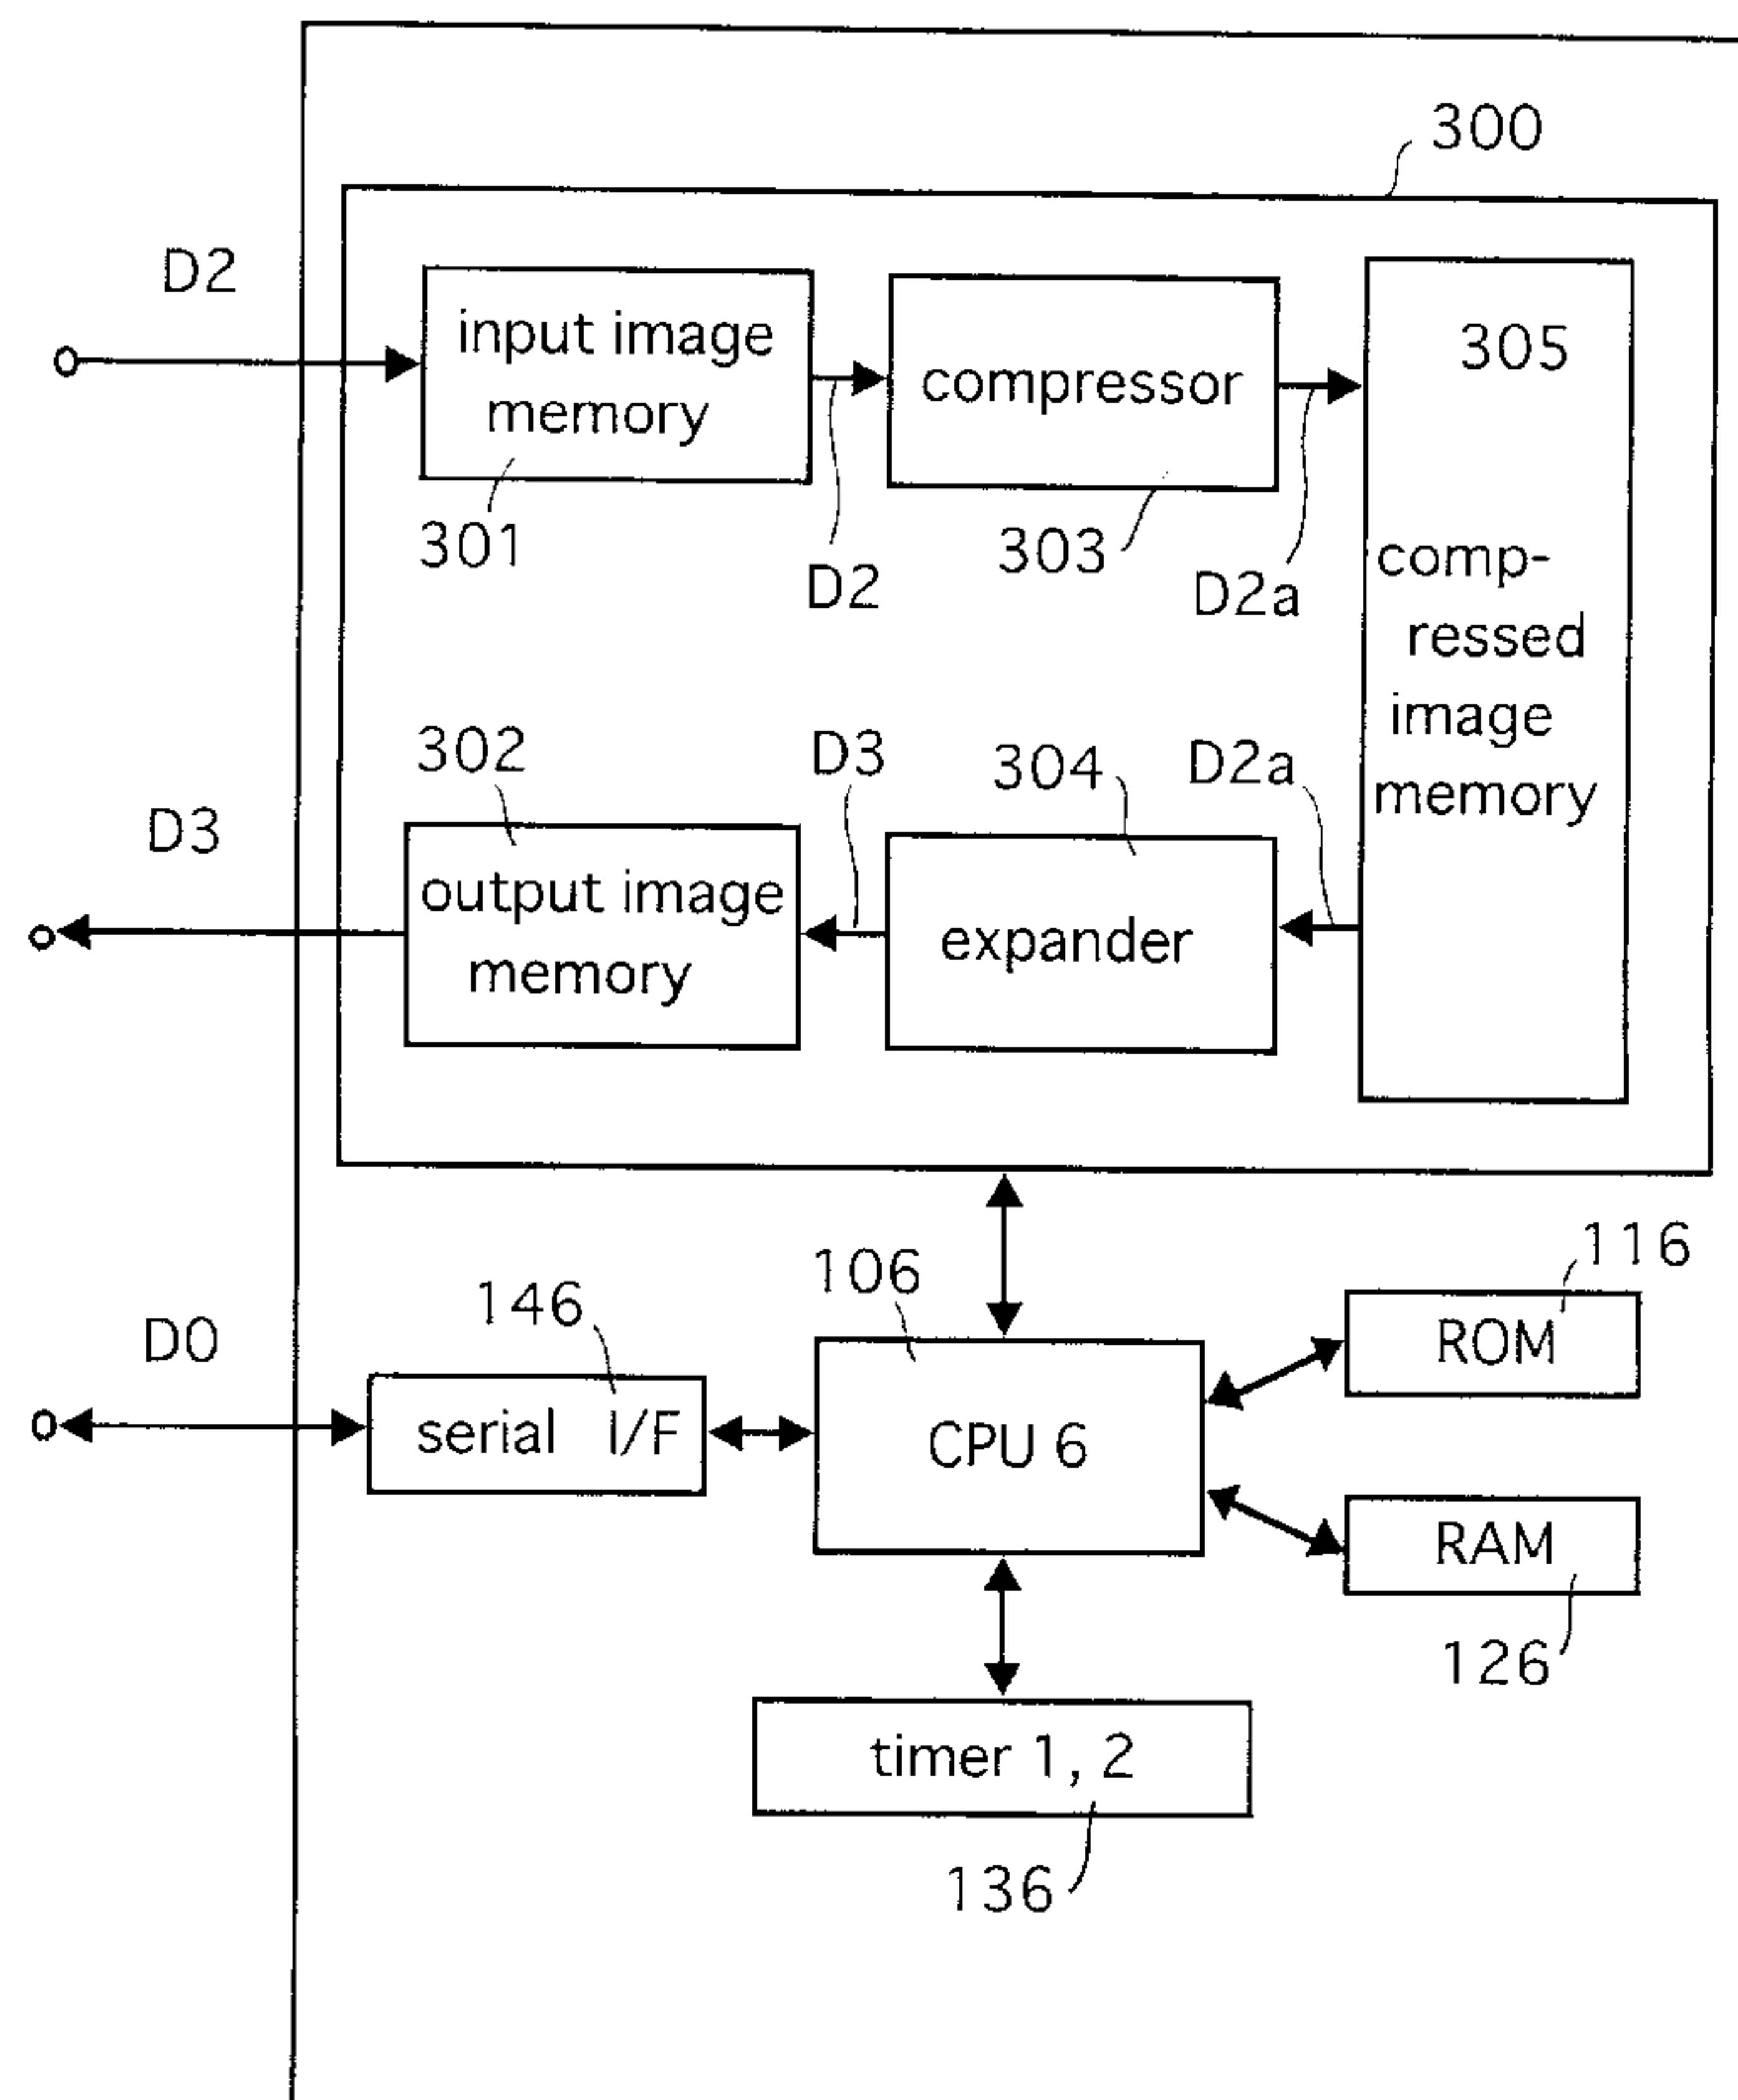 300
D2
input image
memory
compressor
305
301
D2
303
D2a
comp-
ressed
image
memory
302
D3
304
D2a
D3
output image
memory
expander
116
106
146
D0
ROM
serial I/F
CPU 6
RAM
126
timer 1, 2
136